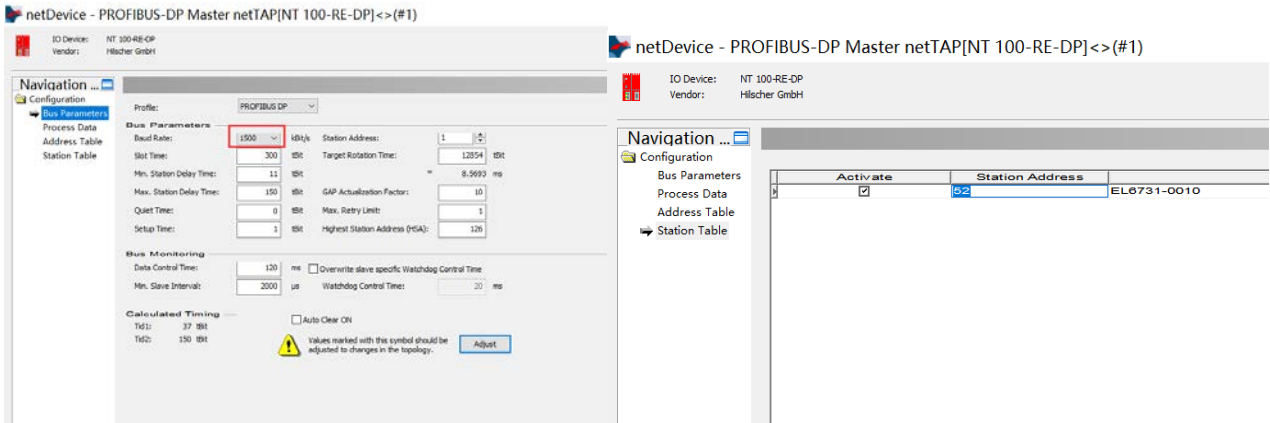 netDevice - PROFIBUS-DP Master netTAP[NT 100-RE-DP]<>(#1)
IO Device: NT 100-RE-DP
Vendor: Hilscher GmbH
Navigation ...
Configuration
Bus Parameters
Process Data
Address Table
Station Table
Profile: PROFIBUS DP
Bus Parameters
Baud Rate: 1500 kBit/s Station Address: 1
Slot Time: 300 tBit Target Rotation Time: 12854 tBit
Min. Station Delay Time: 11 tBit = 8.5693 ms
Max. Station Delay Time: 150 tBit GAP Actualization Factor: 10
Quiet Time: 0 tBit Max. Retry Limit: 1
Setup Time: 1 tBit Highest Station Address (HSA): 126
Bus Monitoring
Data Control Time: 120 ms Overwrite slave specific Watchdog Control Time
Min. Slave Interval: 2000 µs Watchdog Control Time: 20 ms
Calculated Timing
Auto Clear ON
Tid1: 37 tBit
Tid2: 150 tBit
Values marked with this symbol should be
adjusted to changes in the topology.
Adjust
netDevice - PROFIBUS-DP Master netTAP[NT 100-RE-DP]<>(#1)
IO Device: NT 100-RE-DP
Vendor: Hilscher GmbH
Navigation ...
Configuration
Bus Parameters
Process Data
Address Table
Station Table
Activate Station Address
52 EL6731-0010